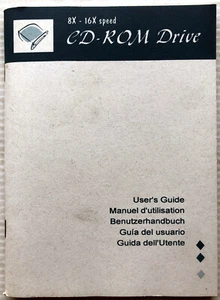 8X - 16X speed
CD-ROM Drive
User's Guide
Manuel d'utilisation
Benutzerhandbuch
Guía del usuario
Guida dell'Utente